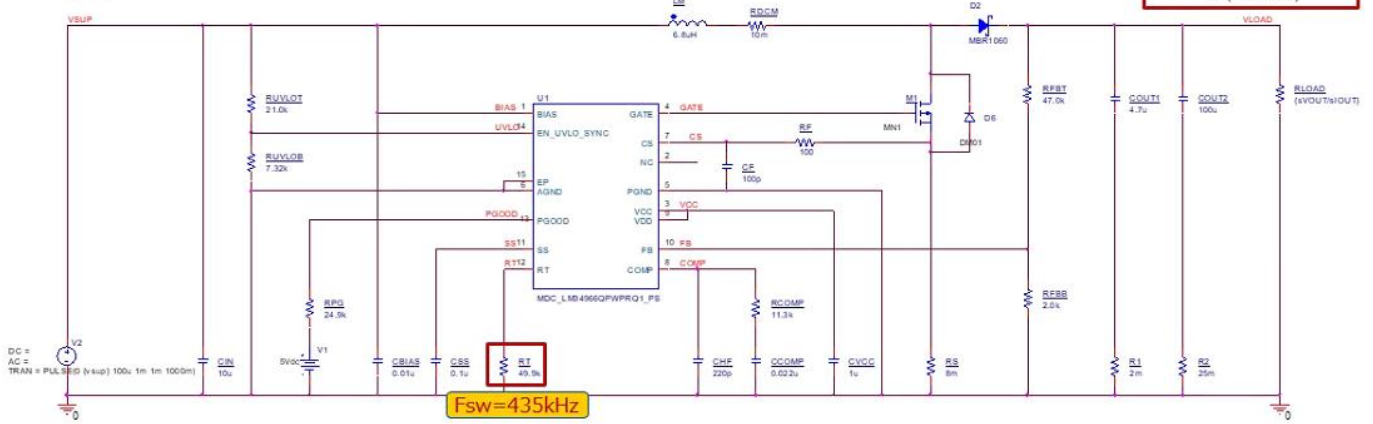 VSUP
LM
6.8uH
RDCM
10m
D2
MBR1060
VLOAD
RUVLOT
21.0k
RUVLOB
7.32k
U1
BIAS 1 BIAS
UVLO 14 EN_UVLO_SYNC
15 EP
6 AGND
PGOOD 13 PGOOD
SS 11 SS
RT 12 RT
GATE 4 GATE
CS 7 CS
NC 2
PGND 5
VCC 3 VCC
VDD 9
FB 10 FB
COMP 8 COMP
MDC_LM34966QPWPRQ1_PS
M1
MN1
D6
DM01
RF
100
CF
100p
RFBT
47.0k
COUT1
4.7u
COUT2
100u
RLOAD
(sVOUT/sIOUT)
RFBB
2.0k
RPG
24.9k
RCOMP
11.3k
V2
DC =
AC =
TRAN = PULSE(0 {vsup} 100u 1m 1m 1000m)
CIN
10u
5Vdc
V1
CBIAS
0.01u
CSS
0.1u
RT
49.9k
CHF
220p
CCOMP
0.022u
CVCC
1u
RS
8m
R1
2m
R2
25m
0
0
Fsw=435kHz